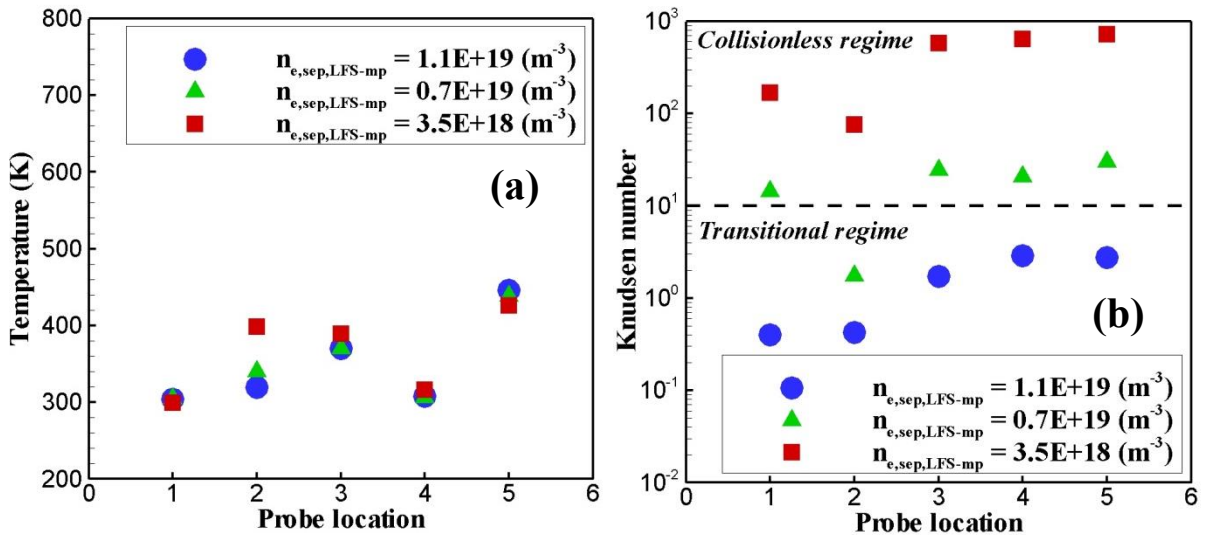 800
700
600
500
400
300
200
Temperature (K)
n_e,sep,LFS-mp = 1.1E+19 (m^-3)
n_e,sep,LFS-mp = 0.7E+19 (m^-3)
n_e,sep,LFS-mp = 3.5E+18 (m^-3)
(a)
0 1 2 3 4 5 6
Probe location
10^3
10^2
10^1
10^0
10^-1
10^-2
Knudsen number
Collisionless regime
Transitional regime
(b)
n_e,sep,LFS-mp = 1.1E+19 (m^-3)
n_e,sep,LFS-mp = 0.7E+19 (m^-3)
n_e,sep,LFS-mp = 3.5E+18 (m^-3)
0 1 2 3 4 5 6
Probe location